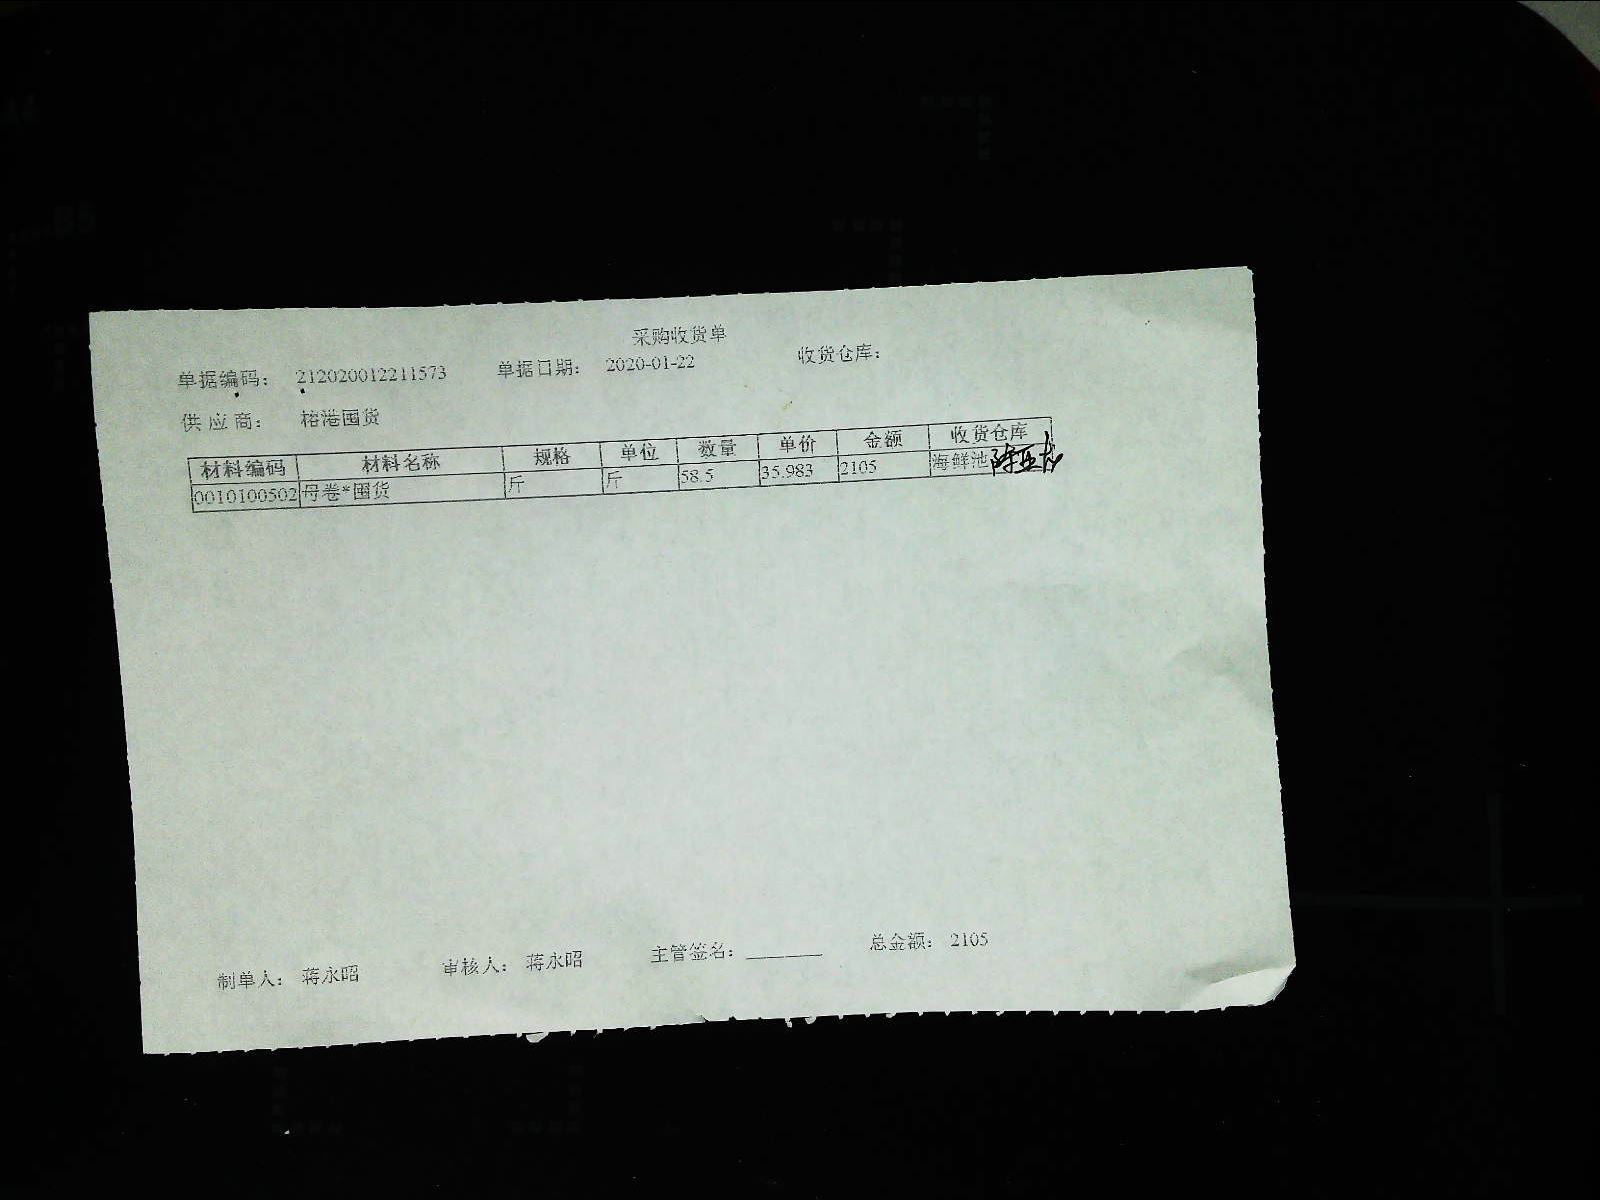 采购收货单
单据编码: 212020012211573 单据日期: 2020-01-22 收货仓库:
供应商: 榕港囤货
材料编码 材料名称 规格 单位 数量 单价 金额 收货仓库
0010100502 母卷*囤货 斤 斤 58.5 35.983 2105 海鲜池
制单人: 蒋永昭 审核人: 蒋永昭 主管签名: ________ 总金额: 2105